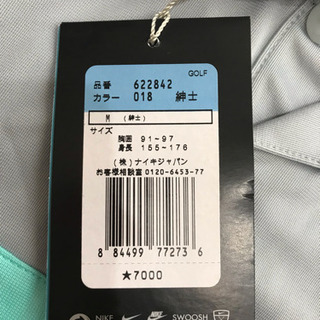 GOLF
品番 622842
カラー 018 紳士
M (紳士)
サイズ
胸囲 91~97
身長 155~176
(株)ナイキジャパン
お客様相談室 0120-6453-77
8 84499 77273 6
★7000
NIKE
SWOOSH